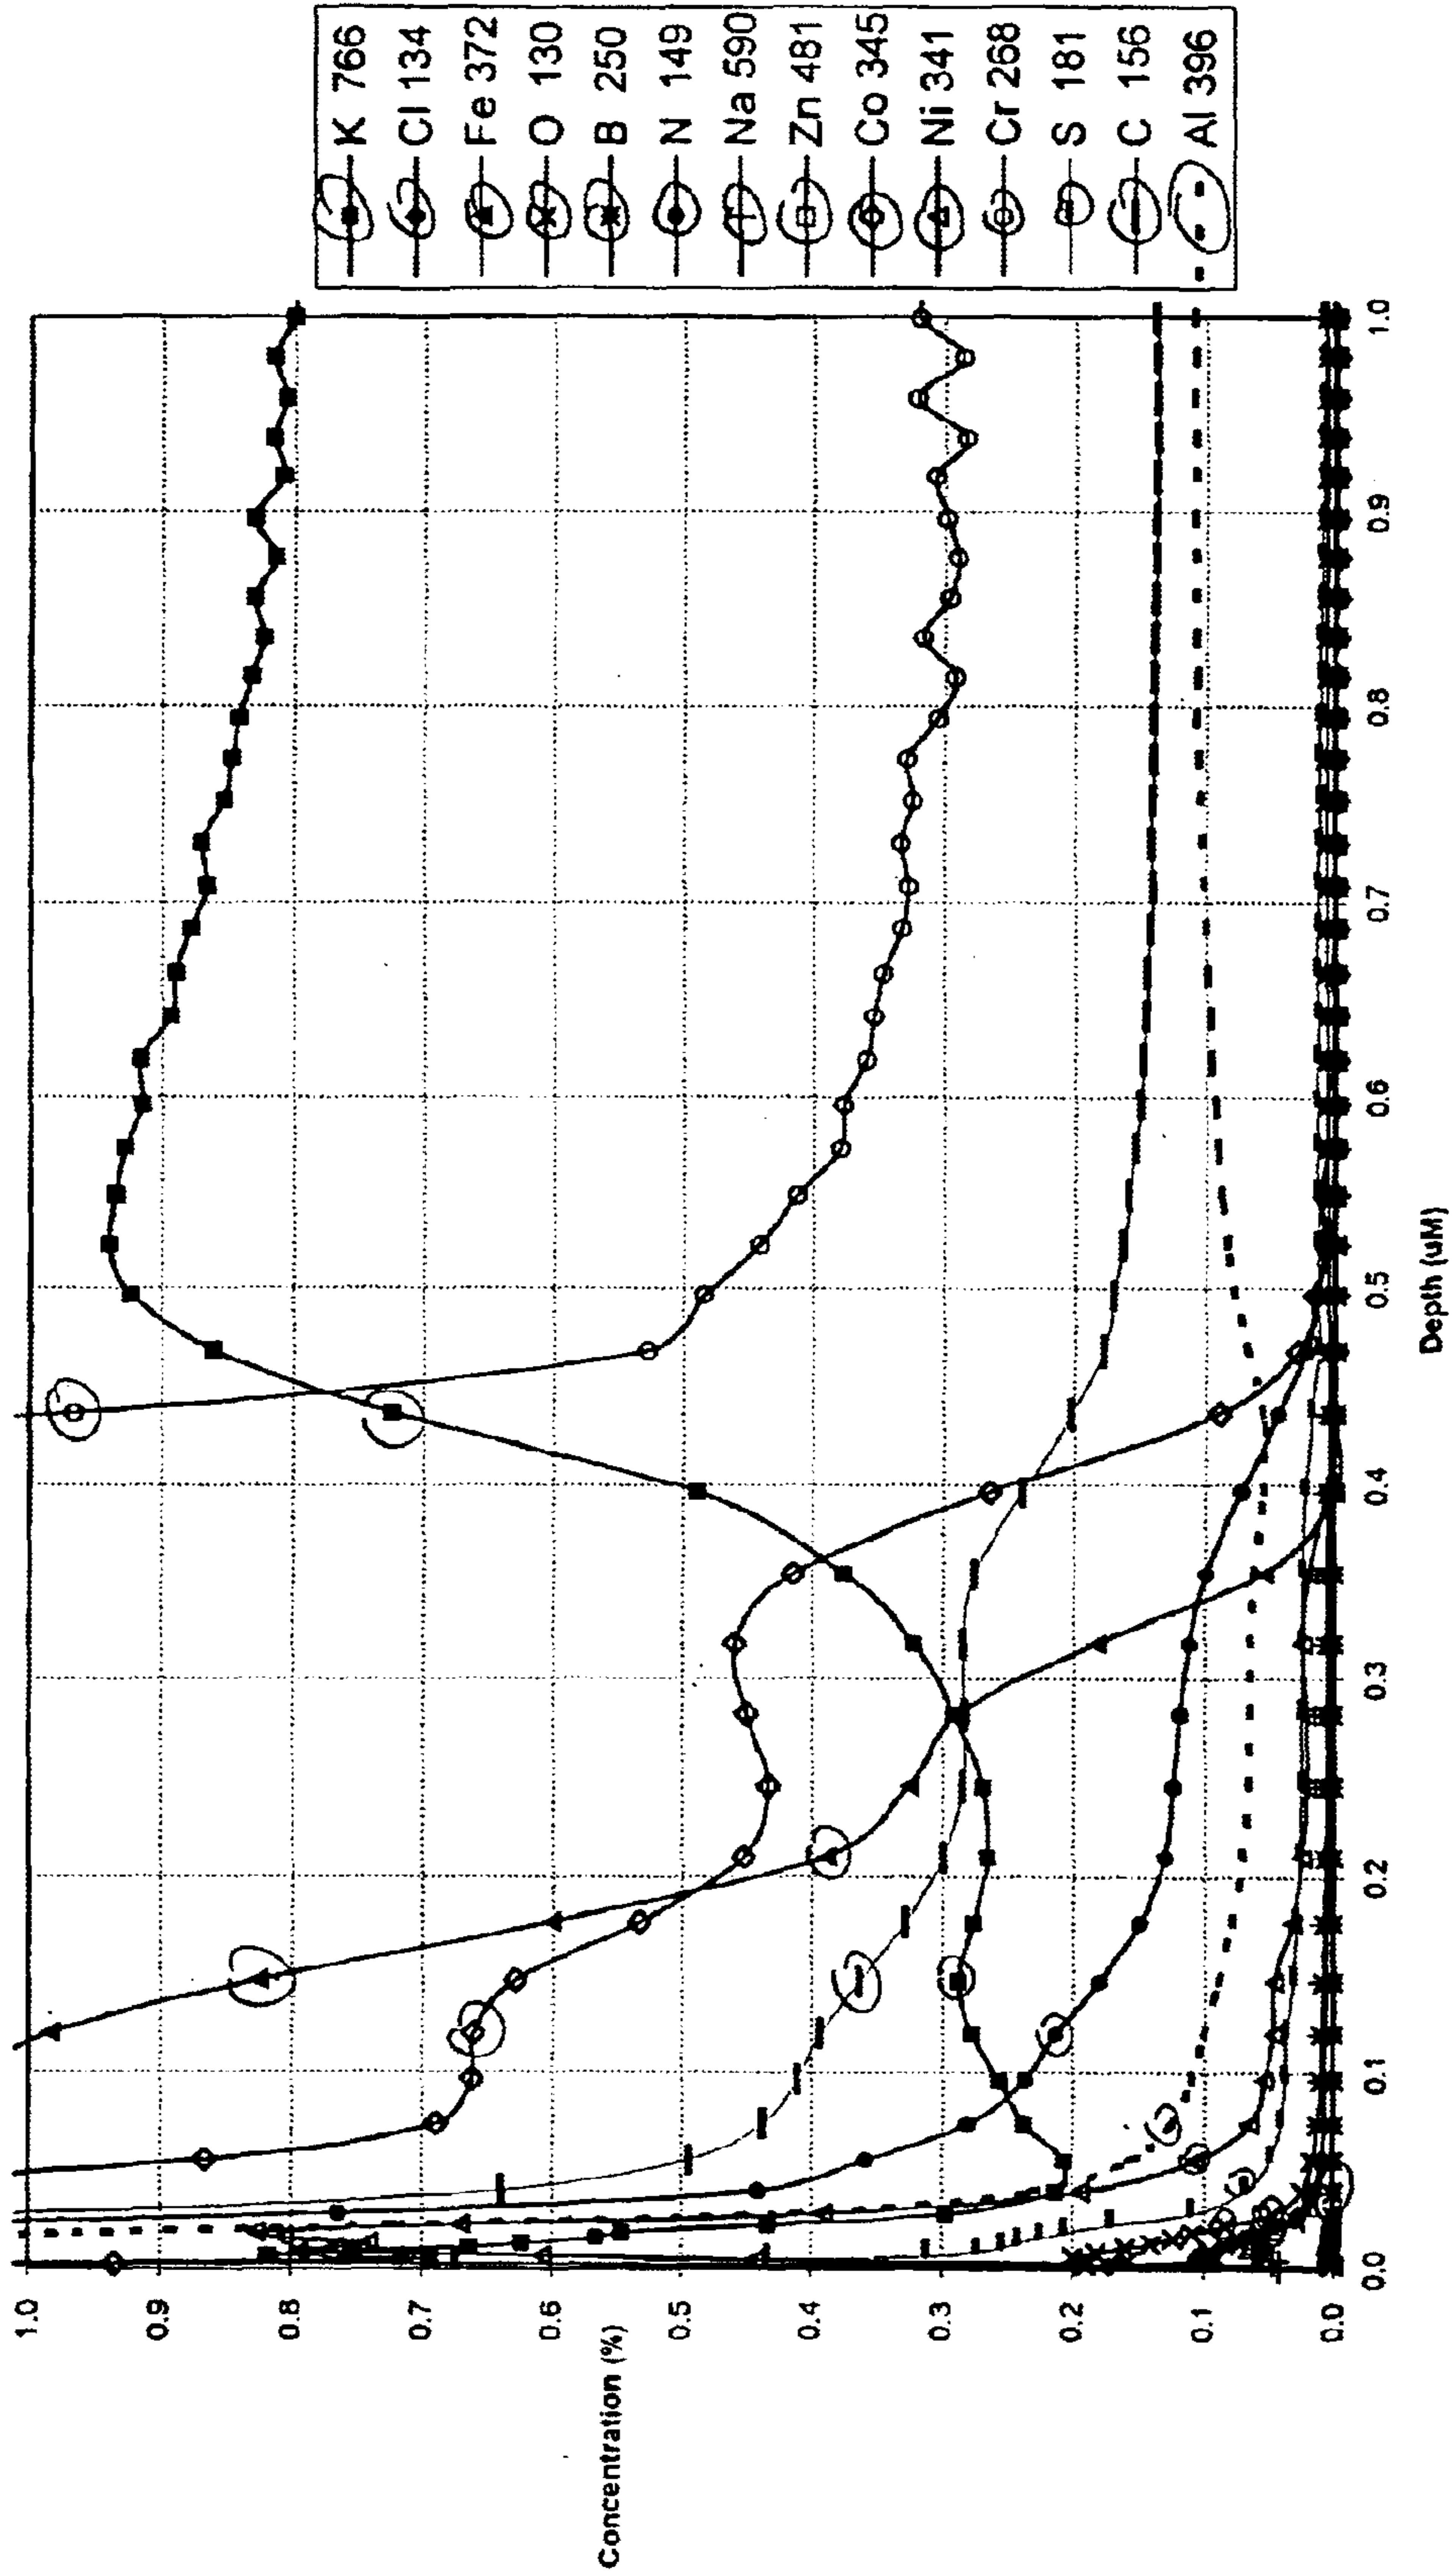 Concentration (%)
1.0
0.9
0.8
0.7
0.6
0.5
0.4
0.3
0.2
0.1
0.0
0.0
0.1
0.2
0.3
0.4
0.5
0.6
0.7
0.8
0.9
1.0
Depth (uM)
K 766
Cl 134
Fe 372
O 130
B 250
N 149
Na 590
Zn 481
Co 345
Ni 341
Cr 268
S 181
C 156
Al 396